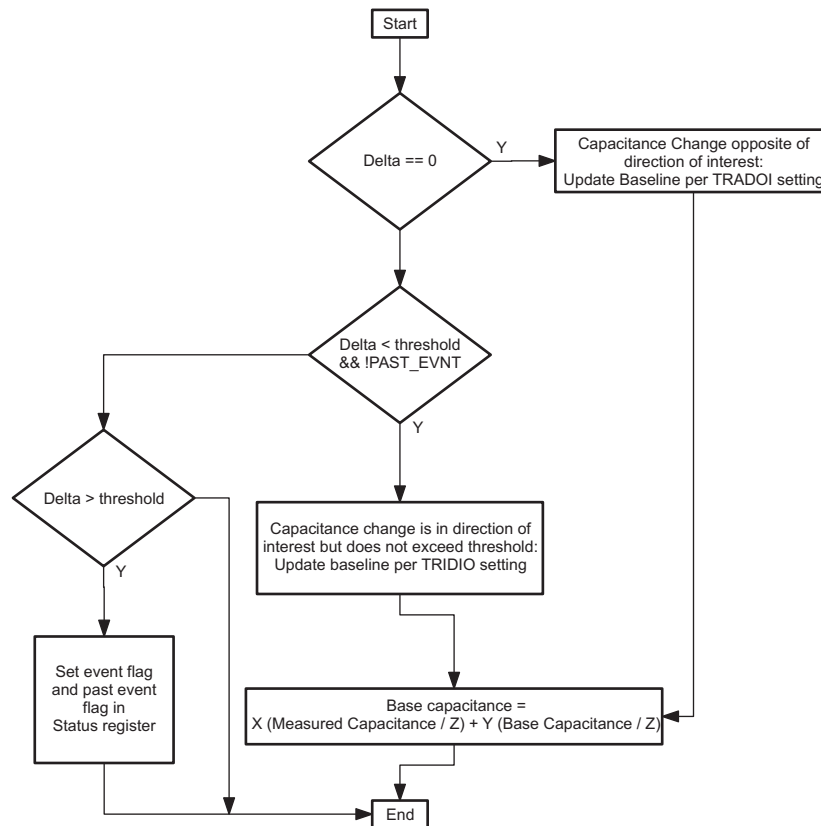 Start
Delta == 0
Y
Capacitance Change opposite of
direction of interest:
Update Baseline per TRADOI setting
Delta < threshold
&& !PAST_EVNT
Y
Delta > threshold
Y
Capacitance change is in direction of
interest but does not exceed threshold:
Update baseline per TRIDIO setting
Set event flag
and past event
flag in
Status register
Base capacitance =
X (Measured Capacitance / Z) + Y (Base Capacitance / Z)
End